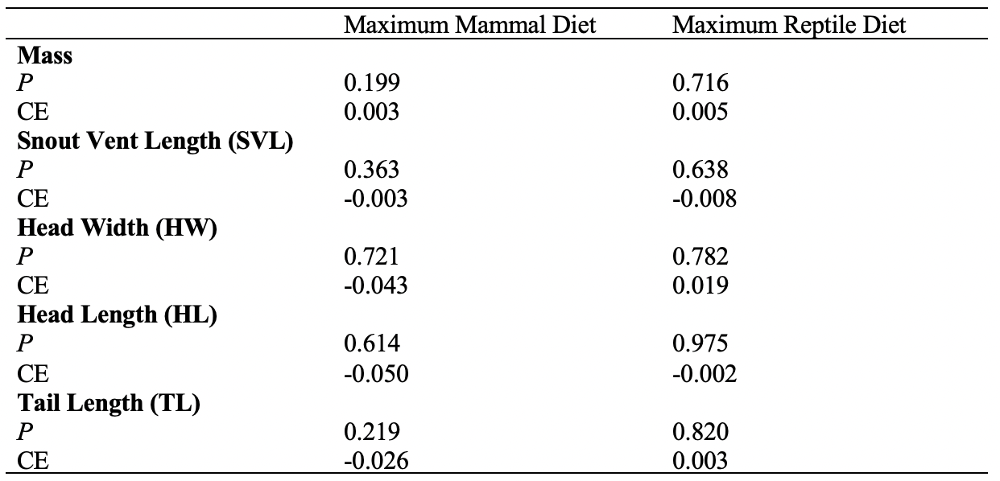 Maximum Mammal Diet Maximum Reptile Diet
Mass
P 0.199 0.716
CE 0.003 0.005
Snout Vent Length (SVL)
P 0.363 0.638
CE -0.003 -0.008
Head Width (HW)
P 0.721 0.782
CE -0.043 0.019
Head Length (HL)
P 0.614 0.975
CE -0.050 -0.002
Tail Length (TL)
P 0.219 0.820
CE -0.026 0.003